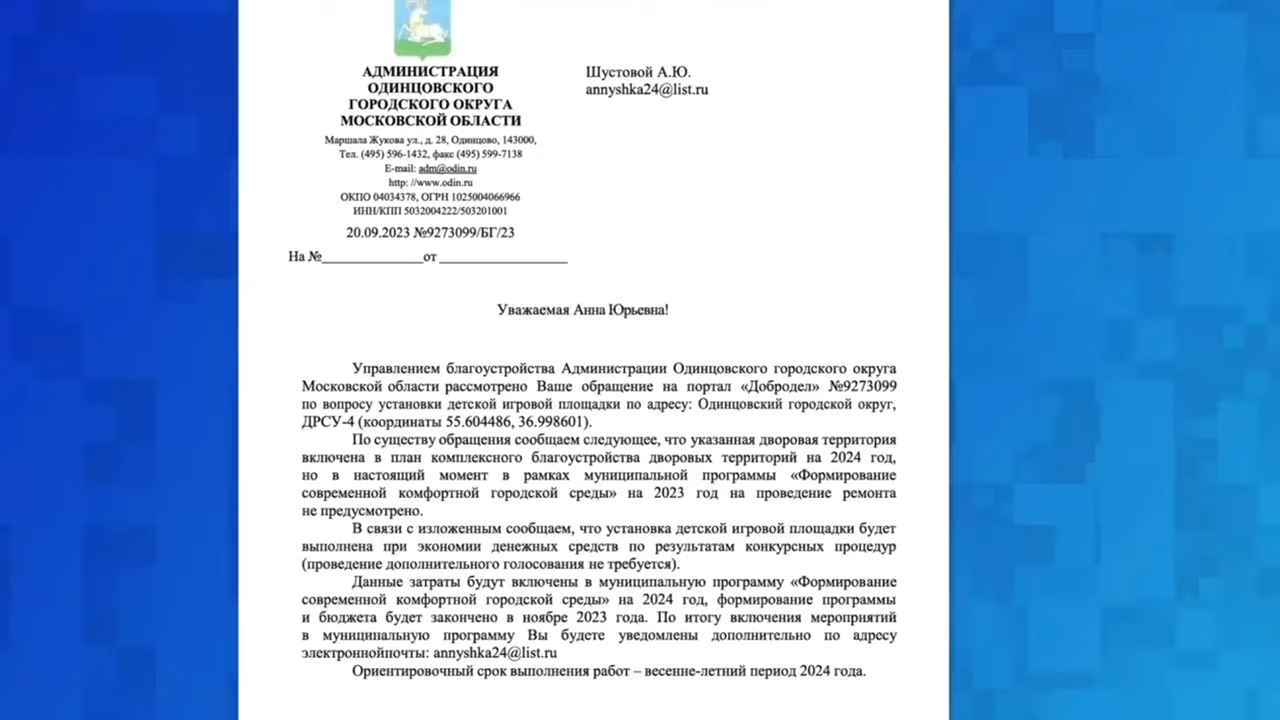 АДМИНИСТРАЦИЯ
ОДИНЦОВСКОГО
ГОРОДСКОГО ОКРУГА
МОСКОВСКОЙ ОБЛАСТИ
Маршала Жукова ул., д. 28, Одинцово, 143000,
Тел. (495) 596-1432, факс (495) 599-7138
E-mail: adm@odin.ru
http: //www.odin.ru
ОКПО 04034378, ОГРН 1025004066966
ИНН/КПП 5032004222/503201001
20.09.2023 №9273099/БГ/23
На №_______________от ___________________
Шустовой А.Ю.
annyshka24@list.ru
Уважаемая Анна Юрьевна!
Управлением благоустройства Администрации Одинцовского городского округа
Московской области рассмотрено Ваше обращение на портал «Добродел» №9273099
по вопросу установки детской игровой площадки по адресу: Одинцовский городской округ,
ДРСУ-4 (координаты 55.604486, 36.998601).
По существу обращения сообщаем следующее, что указанная дворовая территория
включена в план комплексного благоустройства дворовых территорий на 2024 год,
но в настоящий момент в рамках муниципальной программы «Формирование
современной комфортной городской среды» на 2023 год на проведение ремонта
не предусмотрено.
В связи с изложенным сообщаем, что установка детской игровой площадки будет
выполнена при экономии денежных средств по результатам конкурсных процедур
(проведение дополнительного голосования не требуется).
Данные затраты будут включены в муниципальную программу «Формирование
современной комфортной городской среды» на 2024 год, формирование программы
и бюджета будет закончено в ноябре 2023 года. По итогу включения мероприятий
в муниципальную программу Вы будете уведомлены дополнительно по адресу
электроннойпочты: annyshka24@list.ru
Ориентировочный срок выполнения работ – весенне-летний период 2024 года.